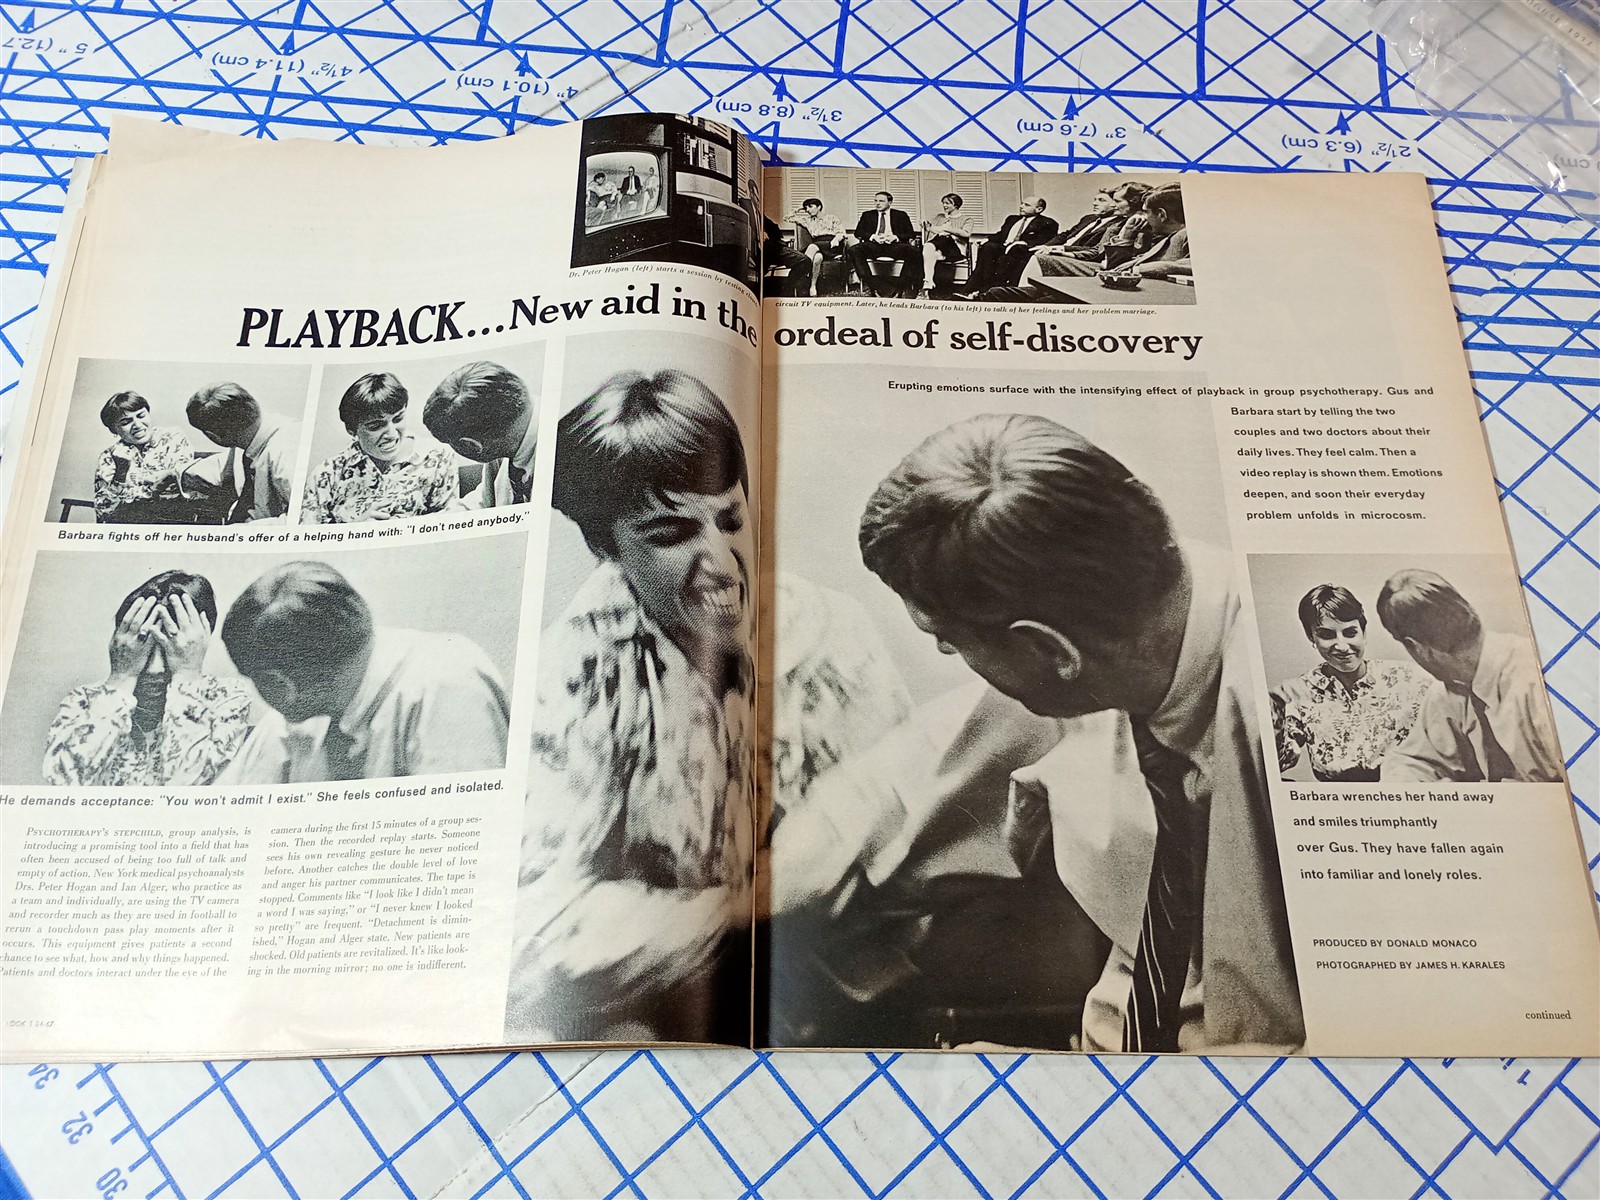 5" (12.7
4½" (11.4 cm)
4" (10.1 cm)
3½" (8.8 cm)
3" (7.6 cm)
2½" (6.3 cm)
cm)
Dr. Peter Hogan (left) starts a session by testing
circuit TV equipment. Later, he leads Barbara (to his left) to talk of her feelings and her problem marriage.
PLAYBACK...New aid in the ordeal of self-discovery
Erupting emotions surface with the intensifying effect of playback in group psychotherapy. Gus and
Barbara start by telling the two
couples and two doctors about their
daily lives. They feel calm. Then a
video replay is shown them. Emotions
deepen, and soon their everyday
problem unfolds in microcosm.
Barbara fights off her husband's offer of a helping hand with: "I don't need anybody."
He demands acceptance: "You won't admit I exist." She feels confused and isolated.
PSYCHOTHERAPY'S STEPCHILD, group analysis, is
introducing a promising tool into a field that has
often been accused of being too full of talk and
empty of action. New York medical psychoanalysts
Drs. Peter Hogan and Ian Alger, who practice as
a team and individually, are using the TV camera
and recorder much as they are used in football to
rerun a touchdown pass play moments after it
occurs. This equipment gives patients a second
chance to see what, how and why things happened.
Patients and doctors interact under the eye of the
camera during the first 15 minutes of a group ses-
sion. Then the recorded replay starts. Someone
sees his own revealing gesture he never noticed
before. Another catches the double level of love
and anger his partner communicates. The tape is
stopped. Comments like "I look like I didn't mean
a word I was saying," or "I never knew I looked
so pretty" are frequent. "Detachment is dimin-
ished," Hogan and Alger state. New patients are
shocked. Old patients are revitalized. It's like look-
ing in the morning mirror; no one is indifferent.
Barbara wrenches her hand away
and smiles triumphantly
over Gus. They have fallen again
into familiar and lonely roles.
PRODUCED BY DONALD MONACO
PHOTOGRAPHED BY JAMES H. KARALES
continued
34
32
30